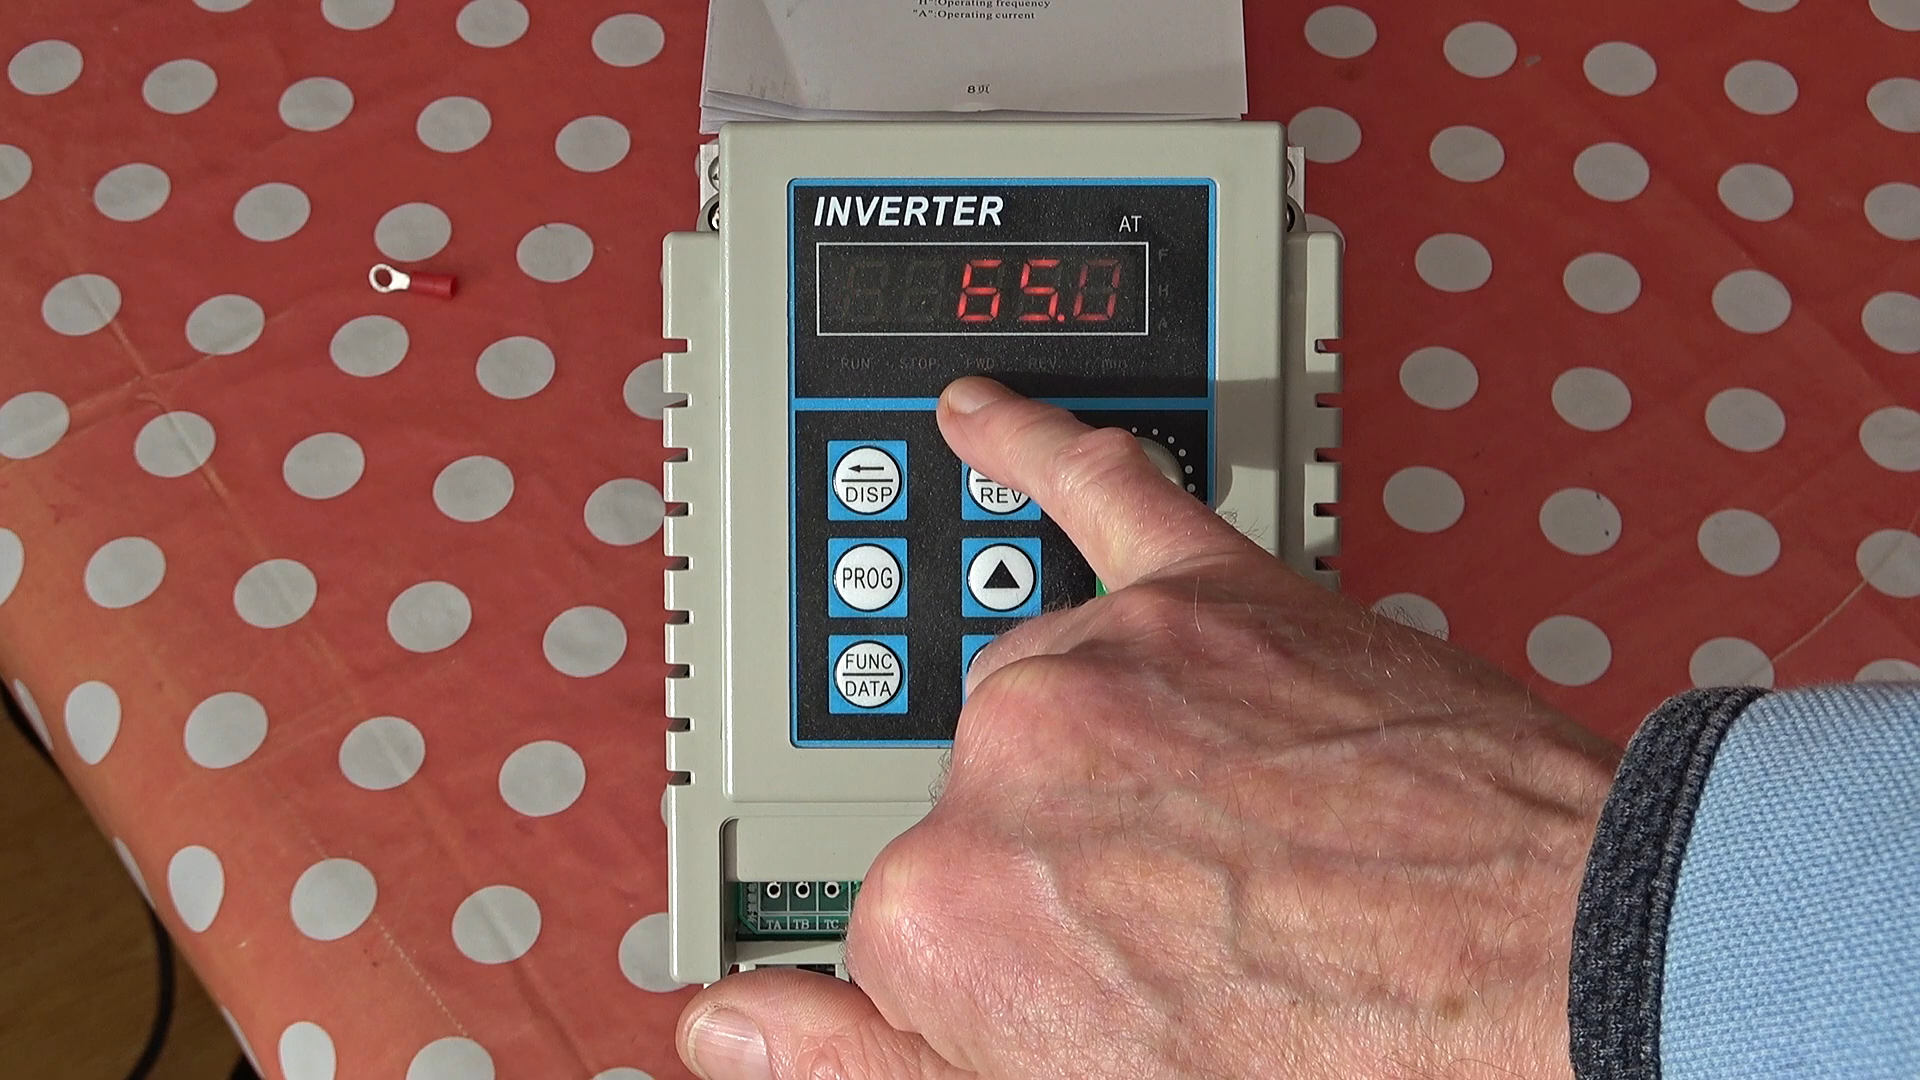 "H":Operating frequency
"A":Operating current
8页
INVERTER
AT
65.0
F
H
A
RUN STOP FWD REV r/min
DISP
REV
PROG
FUNC
DATA
TA TB TC